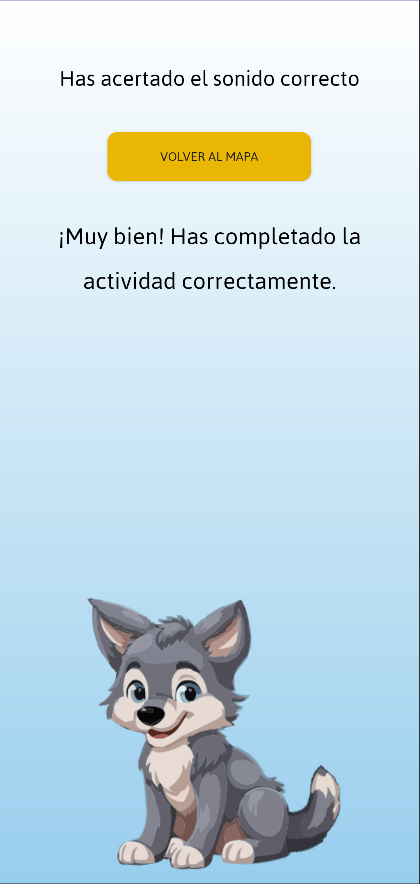 Has acertado el sonido correcto
VOLVER AL MAPA
¡Muy bien! Has completado la
actividad correctamente.